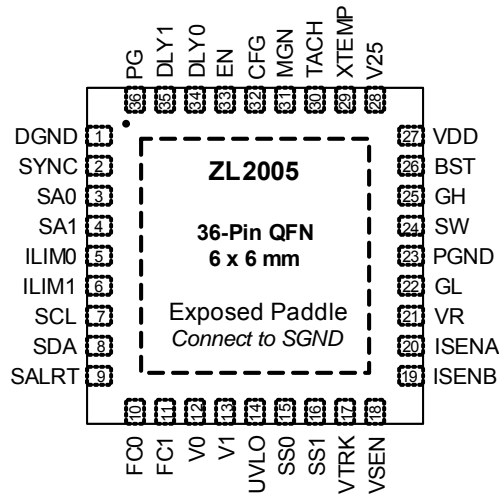 PG
DLY1
DLY0
EN
CFG
MGN
TACH
XTEMP
V25
36
35
34
33
32
31
30
29
28
DGND 1
SYNC 2
SA0 3
SA1 4
ILIM0 5
ILIM1 6
SCL 7
SDA 8
SALRT 9
ZL2005
36-Pin QFN
6 x 6 mm
Exposed Paddle
Connect to SGND
27 VDD
26 BST
25 GH
24 SW
23 PGND
22 GL
21 VR
20 ISENA
19 ISENB
10
11
12
13
14
15
16
17
18
FC0
FC1
V0
V1
UVLO
SS0
SS1
VTRK
VSEN